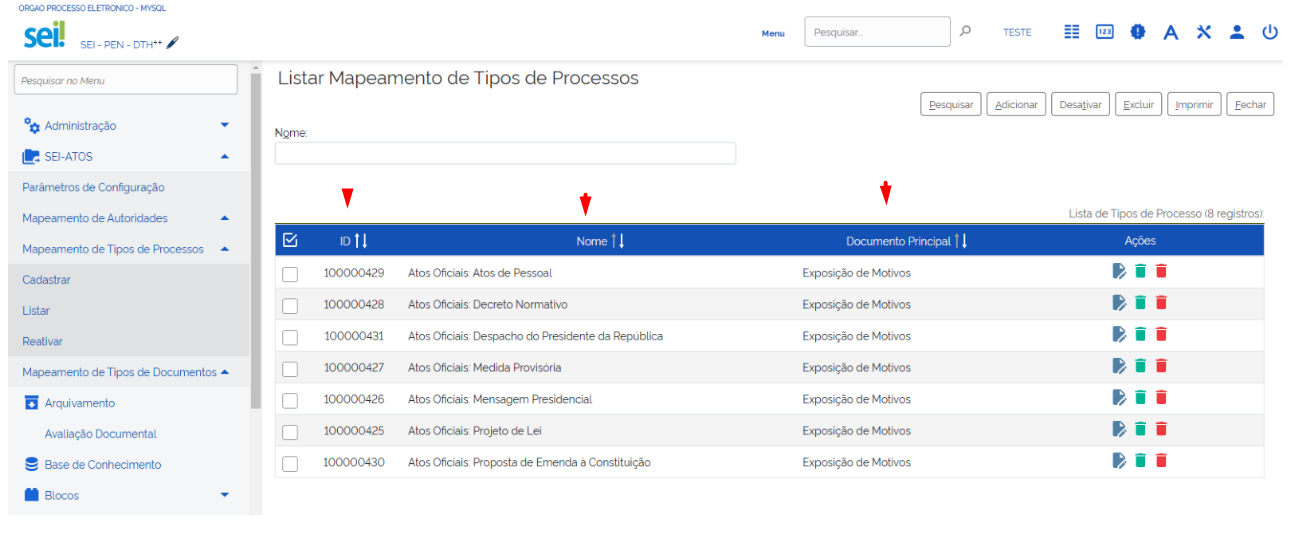 ORGAO PROCESSO ELETRONICO - MYSQL
sei! SEI - PEN - DTH++
Menu Pesquisar... TESTE 123 A
Pesquisar no Menu
Administração
SEI-ATOS
Parâmetros de Configuração
Mapeamento de Autoridades
Mapeamento de Tipos de Processos
Cadastrar
Listar
Reativar
Mapeamento de Tipos de Documentos
Arquivamento
Avaliação Documental
Base de Conhecimento
Blocos
Listar Mapeamento de Tipos de Processos
Pesquisar Adicionar Desativar Excluir Imprimir Fechar
Nome:
Lista de Tipos de Processo (8 registros):
ID Nome Documento Principal Ações
100000429 Atos Oficiais: Atos de Pessoal Exposição de Motivos
100000428 Atos Oficiais: Decreto Normativo Exposição de Motivos
100000431 Atos Oficiais: Despacho do Presidente da República Exposição de Motivos
100000427 Atos Oficiais: Medida Provisória Exposição de Motivos
100000426 Atos Oficiais: Mensagem Presidencial Exposição de Motivos
100000425 Atos Oficiais: Projeto de Lei Exposição de Motivos
100000430 Atos Oficiais: Proposta de Emenda à Constituição Exposição de Motivos